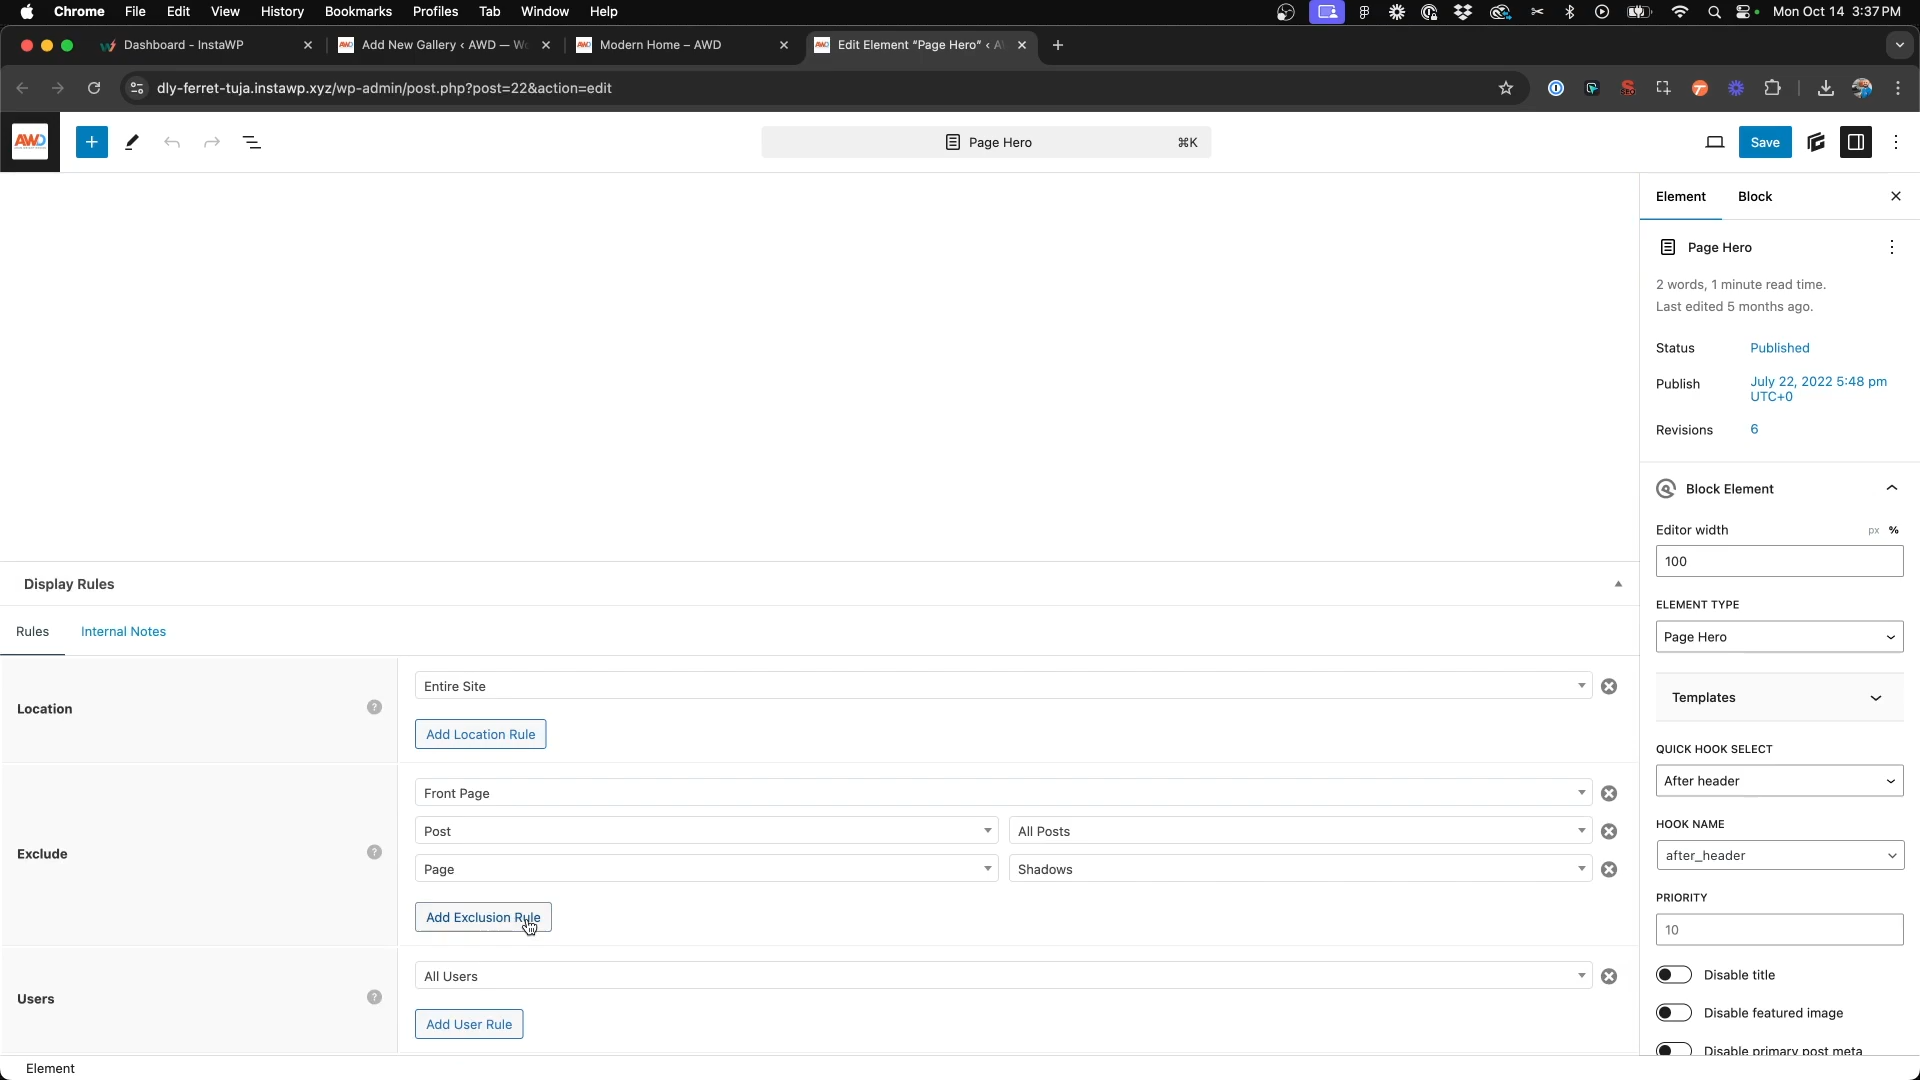 Chrome File Edit View History Bookmarks Profiles Tab Window Help Mon Oct 14 3:37 PM
Dashboard - InstaWP Add New Gallery ‹ AWD — Wo Modern Home – AWD Edit Element “Page Hero” ‹ A
dly-ferret-tuja.instawp.xyz/wp-admin/post.php?post=22&action=edit
AWD Page Hero ⌘K Save
Element Block
Page Hero
2 words, 1 minute read time.
Last edited 5 months ago.
Status Published
Publish July 22, 2022 5:48 pm
UTC+0
Revisions 6
Block Element
Editor width px %
100
ELEMENT TYPE
Page Hero
Templates
QUICK HOOK SELECT
After header
HOOK NAME
after_header
PRIORITY
10
Disable title
Disable featured image
Disable primary post meta
Display Rules
Rules Internal Notes
Location ?
Entire Site
Add Location Rule
Exclude ?
Front Page
Post All Posts
Page Shadows
Add Exclusion Rule
Users ?
All Users
Add User Rule
Element